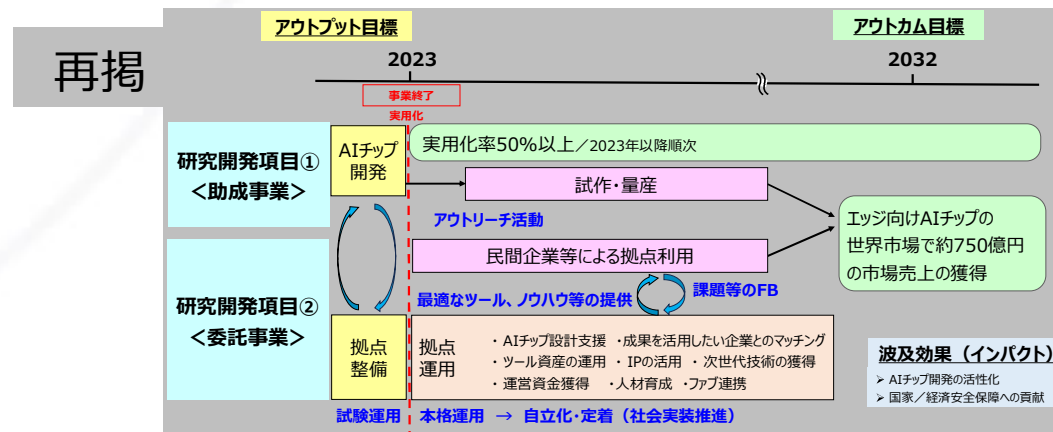 再掲
アウトプット目標
アウトカム目標
2023
2032
事業終了
実用化
研究開発項目①
＜助成事業＞
AIチップ
開発
実用化率50%以上／2023年以降順次
試作・量産
アウトリーチ活動
民間企業等による拠点利用
エッジ向けAIチップの
世界市場で約750億円
の市場売上の獲得
研究開発項目②
＜委託事業＞
最適なツール、ノウハウ等の提供
課題等のFB
拠点
整備
拠点
運用
・AIチップ設計支援 ・成果を活用したい企業とのマッチング
・ツール資産の運用 ・IPの活用 ・次世代技術の獲得
・運営資金獲得 ・人材育成 ・ファブ連携
試験運用
本格運用 → 自立化・定着（社会実装推進）
波及効果（インパクト）
➢ AIチップ開発の活性化
➢ 国家／経済安全保障への貢献